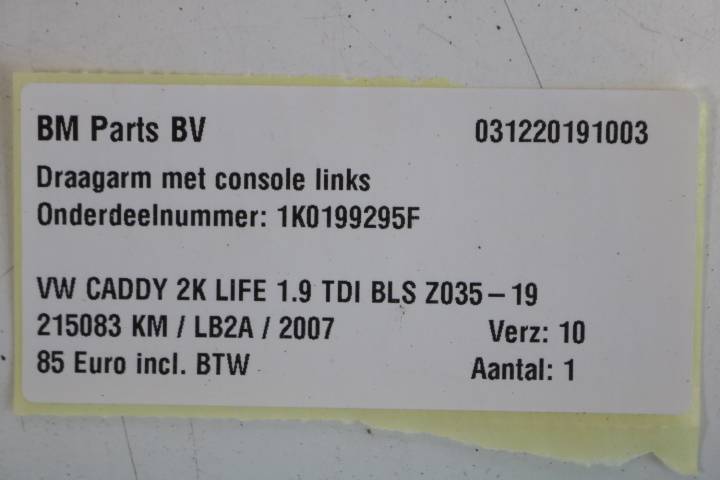 BM Parts BV 031220191003
Draagarm met console links
Onderdeelnummer: 1K0199295F
VW CADDY 2K LIFE 1.9 TDI BLS Z035-19
215083 KM / LB2A / 2007 Verz: 10
85 Euro incl. BTW Aantal: 1